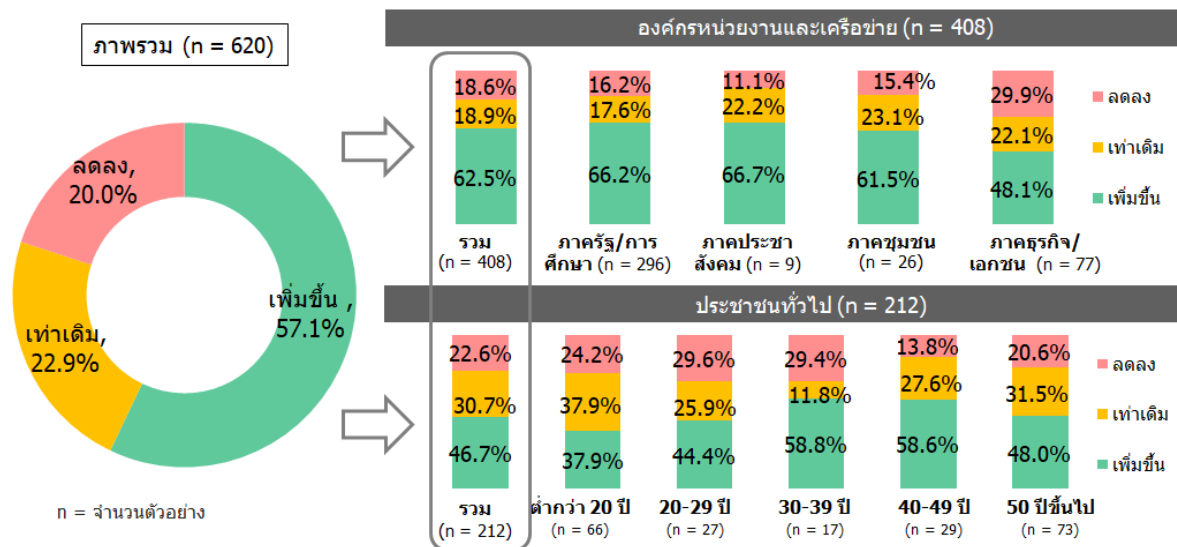 ภาพรวม (n = 620)
ลดลง,
20.0%
เท่าเดิม,
22.9%
เพิ่มขึ้น ,
57.1%
n = จำนวนตัวอย่าง
องค์กรหน่วยงานและเครือข่าย (n = 408)
18.6% 16.2% 11.1% 15.4% 29.9%
18.9% 17.6% 22.2% 23.1% 22.1%
62.5% 66.2% 66.7% 61.5% 48.1%
ลดลง
เท่าเดิม
เพิ่มขึ้น
รวม ภาครัฐ/การ ภาคประชา ภาคชุมชน ภาคธุรกิจ/
(n = 408) ศึกษา (n = 296) สังคม (n = 9) (n = 26) เอกชน (n = 77)
ประชาชนทั่วไป (n = 212)
22.6% 24.2% 29.6% 29.4% 13.8% 20.6%
30.7% 37.9% 25.9% 11.8% 27.6% 31.5%
46.7% 37.9% 44.4% 58.8% 58.6% 48.0%
ลดลง
เท่าเดิม
เพิ่มขึ้น
รวม ต่ำกว่า 20 ปี 20-29 ปี 30-39 ปี 40-49 ปี 50 ปีขึ้นไป
(n = 212) (n = 66) (n = 27) (n = 17) (n = 29) (n = 73)